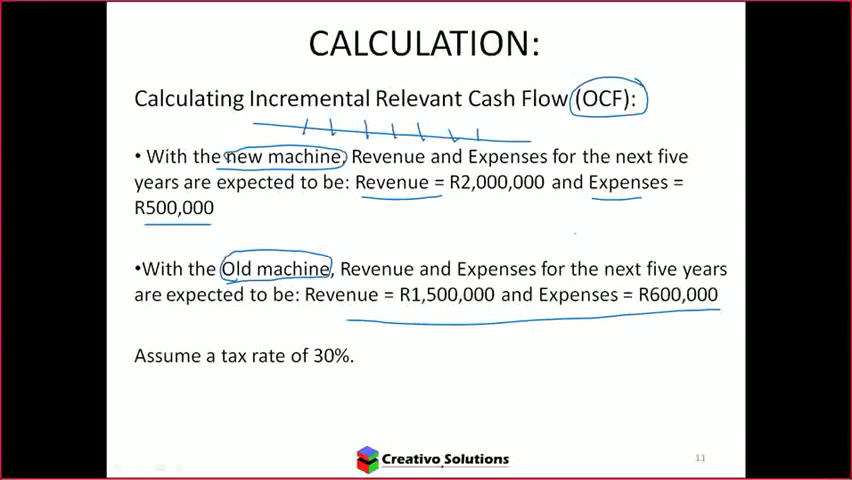 CALCULATION:
Calculating Incremental Relevant Cash Flow (OCF):
• With the new machine, Revenue and Expenses for the next five
years are expected to be: Revenue = R2,000,000 and Expenses =
R500,000
•With the Old machine, Revenue and Expenses for the next five years
are expected to be: Revenue = R1,500,000 and Expenses = R600,000
Assume a tax rate of 30%.
Creativo Solutions
11